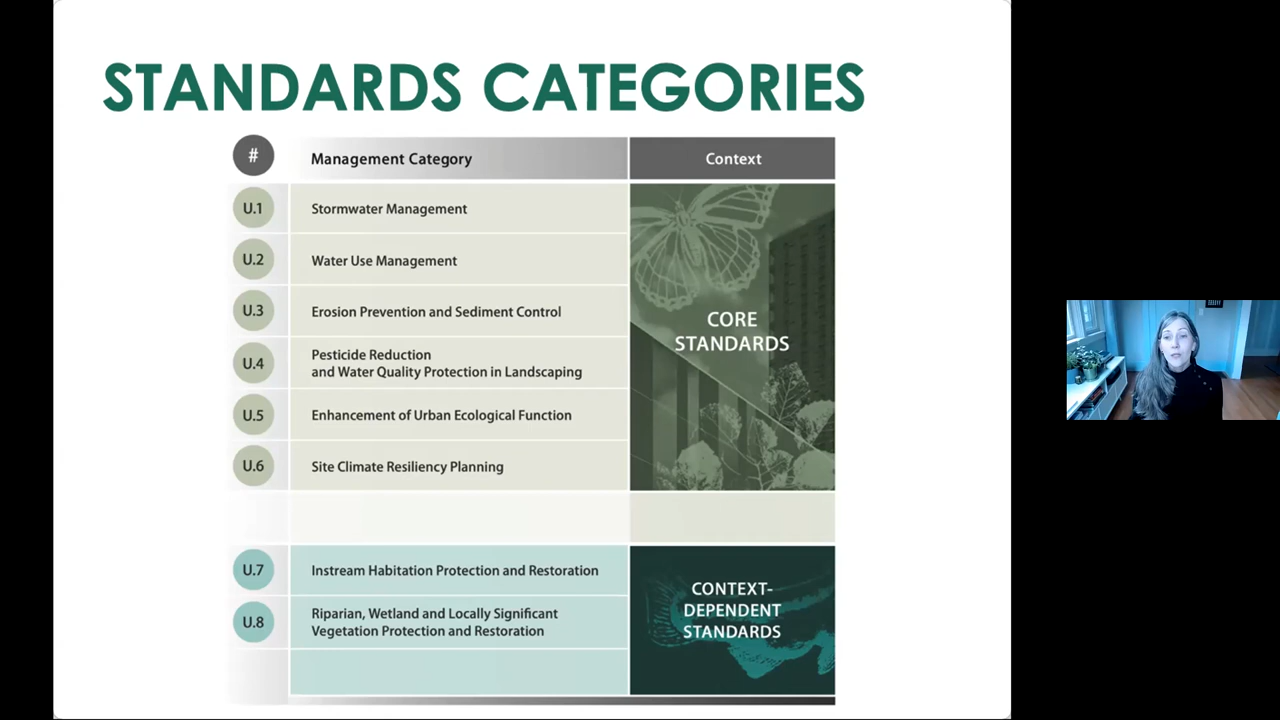 STANDARDS CATEGORIES
# Management Category Context
U.1 Stormwater Management
U.2 Water Use Management
U.3 Erosion Prevention and Sediment Control
CORE
STANDARDS
U.4 Pesticide Reduction
and Water Quality Protection in Landscaping
U.5 Enhancement of Urban Ecological Function
U.6 Site Climate Resiliency Planning
U.7 Instream Habitation Protection and Restoration
U.8 Riparian, Wetland and Locally Significant
Vegetation Protection and Restoration
CONTEXT-
DEPENDENT
STANDARDS